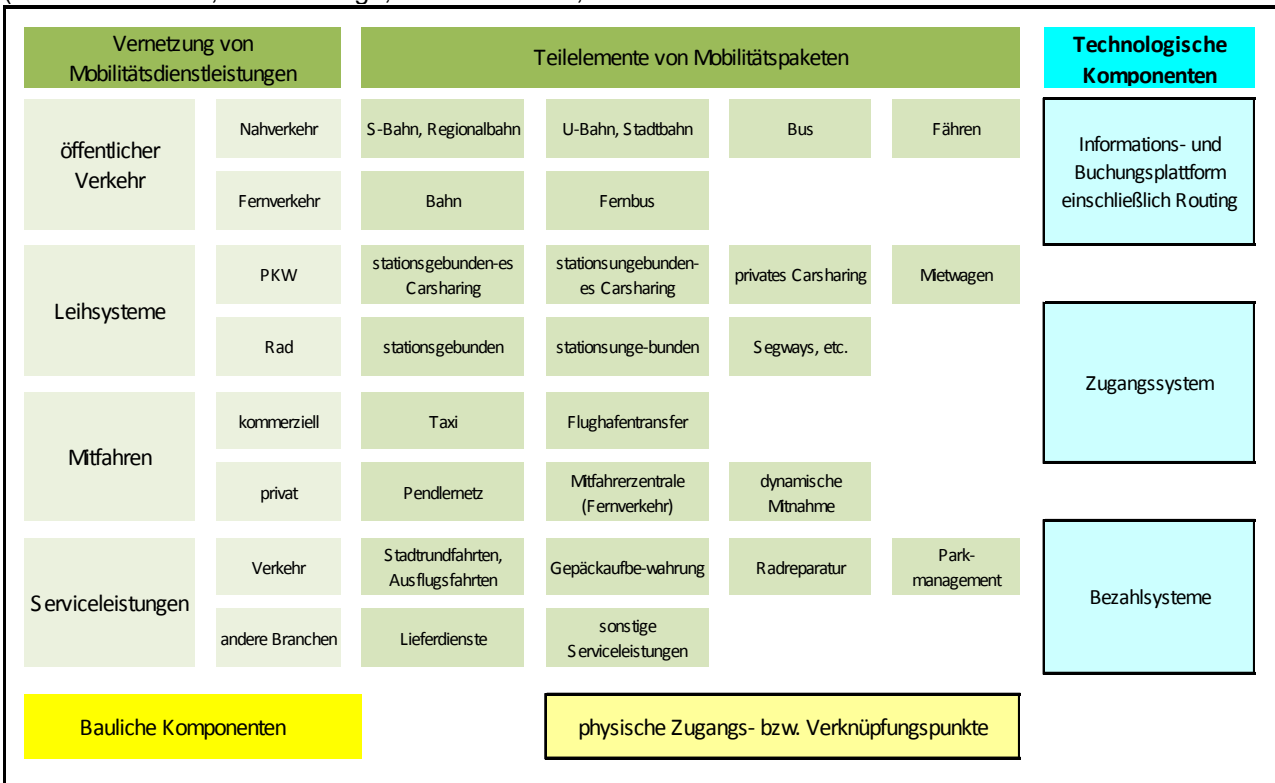 Vernetzung von
Mobilitätsdienstleistungen
Teilelemente von Mobilitätspaketen
Technologische
Komponenten
öffentlicher
Verkehr
Nahverkehr
S-Bahn, Regionalbahn
U-Bahn, Stadtbahn
Bus
Fähren
Fernverkehr
Bahn
Fernbus
Informations- und
Buchungsplattform
einschließlich Routing
Leihsysteme
PKW
stationsgebunden-es
Carsharing
stationsungebunden-
es Carsharing
privates Carsharing
Mietwagen
Rad
stationsgebunden
stationsunge-bunden
Segways, etc.
Zugangssystem
Mitfahren
kommerziell
Taxi
Flughafentransfer
privat
Pendlernetz
Mitfahrerzentrale
(Fernverkehr)
dynamische
Mitnahme
Serviceleistungen
Verkehr
Stadtrundfahrten,
Ausflugsfahrten
Gepäckaufbe-wahrung
Radreparatur
Park-
management
andere Branchen
Lieferdienste
sonstige
Serviceleistungen
Bezahlsysteme
Bauliche Komponenten
physische Zugangs- bzw. Verknüpfungspunkte